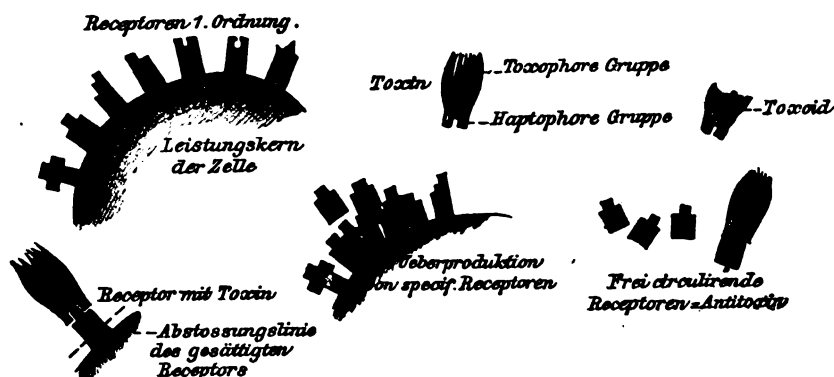 Receptoren 1. Ordnung.
Leistungskern
der Zelle
Toxin
Toxophore Gruppe
Haptophore Gruppe
Toxoid
Receptor mit Toxin
Abstossungslinie
des gesättigten
Receptors
Ueberproduktion
von specif. Receptoren
Frei circulirende
Receptoren=Antitoxin